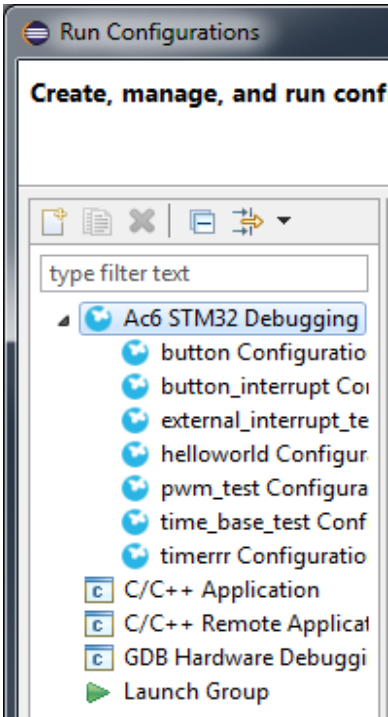 Run Configurations
Create, manage, and run conf
type filter text
Ac6 STM32 Debugging
button Configuratio
button_interrupt Co
external_interrupt_te
helloworld Configur
pwm_test Configura
time_base_test Conf
timerrr Configuratio
C/C++ Application
C/C++ Remote Applicat
GDB Hardware Debuggi
Launch Group